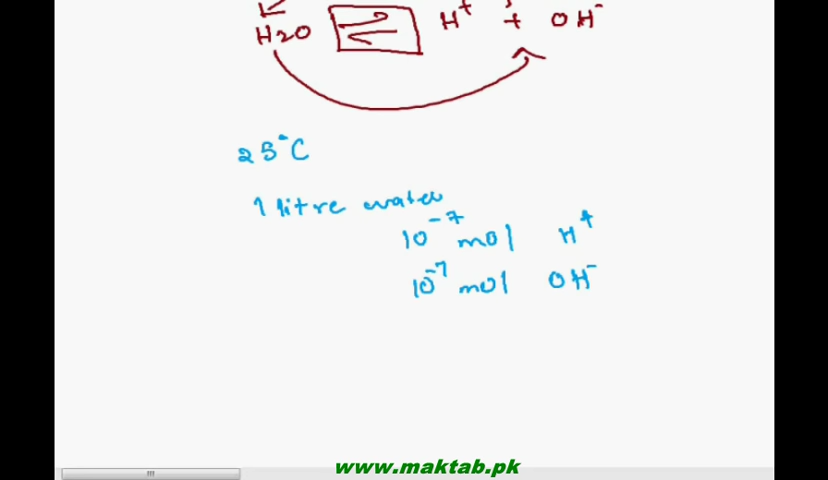 H2O ⇌ H+ + OH-
25°C
1 litre water
10-7 mol H+
10-7 mol OH-
www.maktab.pk